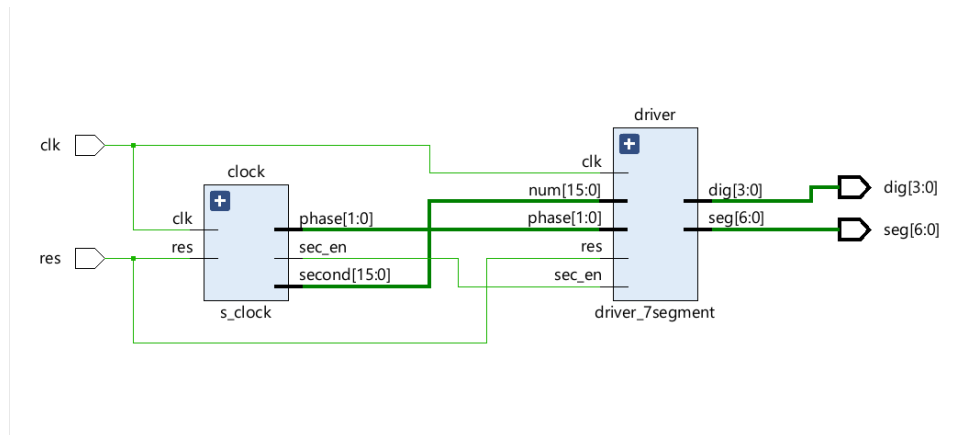 driver
clk
clk
clock
num[15:0]
dig[3:0]
dig[3:0]
clk
phase[1:0]
phase[1:0]
seg[6:0]
seg[6:0]
res
res
sec_en
res
second[15:0]
sec_en
s_clock
driver_7segment